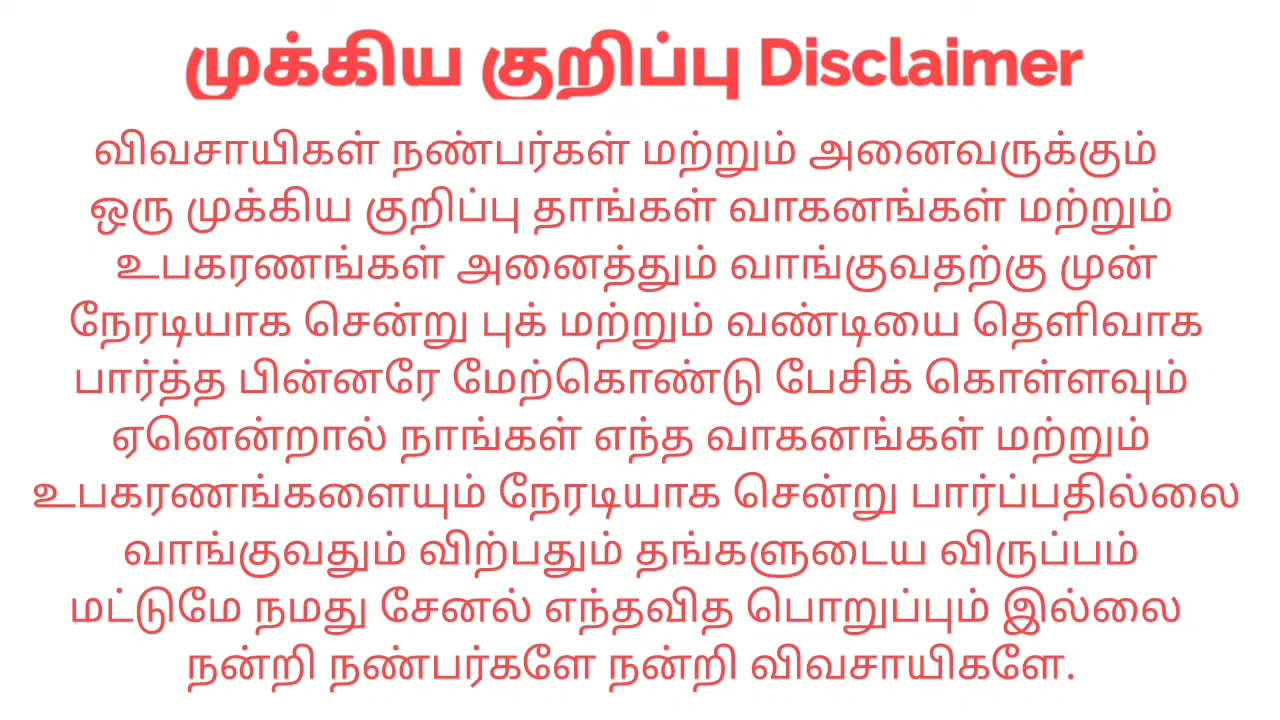 முக்கிய குறிப்பு Disclaimer
விவசாயிகள் நண்பர்கள் மற்றும் அனைவருக்கும்
ஒரு முக்கிய குறிப்பு தாங்கள் வாகனங்கள் மற்றும்
உபகரணங்கள் அனைத்தும் வாங்குவதற்கு முன்
நேரடியாக சென்று புக் மற்றும் வண்டியை தெளிவாக
பார்த்த பின்னரே மேற்கொண்டு பேசிக் கொள்ளவும்
ஏனென்றால் நாங்கள் எந்த வாகனங்கள் மற்றும்
உபகரணங்களையும் நேரடியாக சென்று பார்ப்பதில்லை
வாங்குவதும் விற்பதும் தங்களுடைய விருப்பம்
மட்டுமே நமது சேனல் எந்தவித பொறுப்பும் இல்லை
நன்றி நண்பர்களே நன்றி விவசாயிகளே.